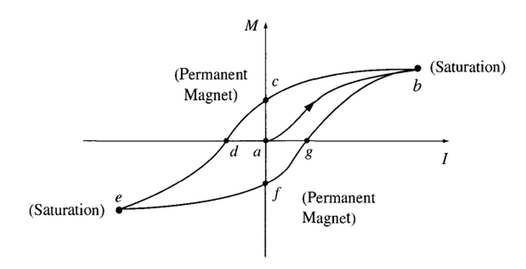 M
(Saturation)
(Permanent
Magnet)
c
b
d
a
g
I
e
(Saturation)
f
(Permanent
Magnet)